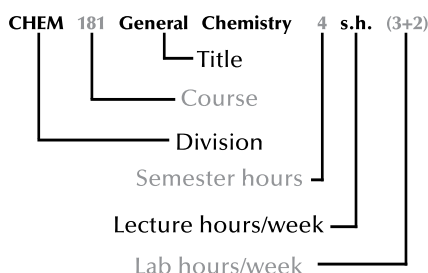 CHEM 181 General Chemistry 4 s.h. (3+2)
Title
Course
Division
Semester hours
Lecture hours/week
Lab hours/week